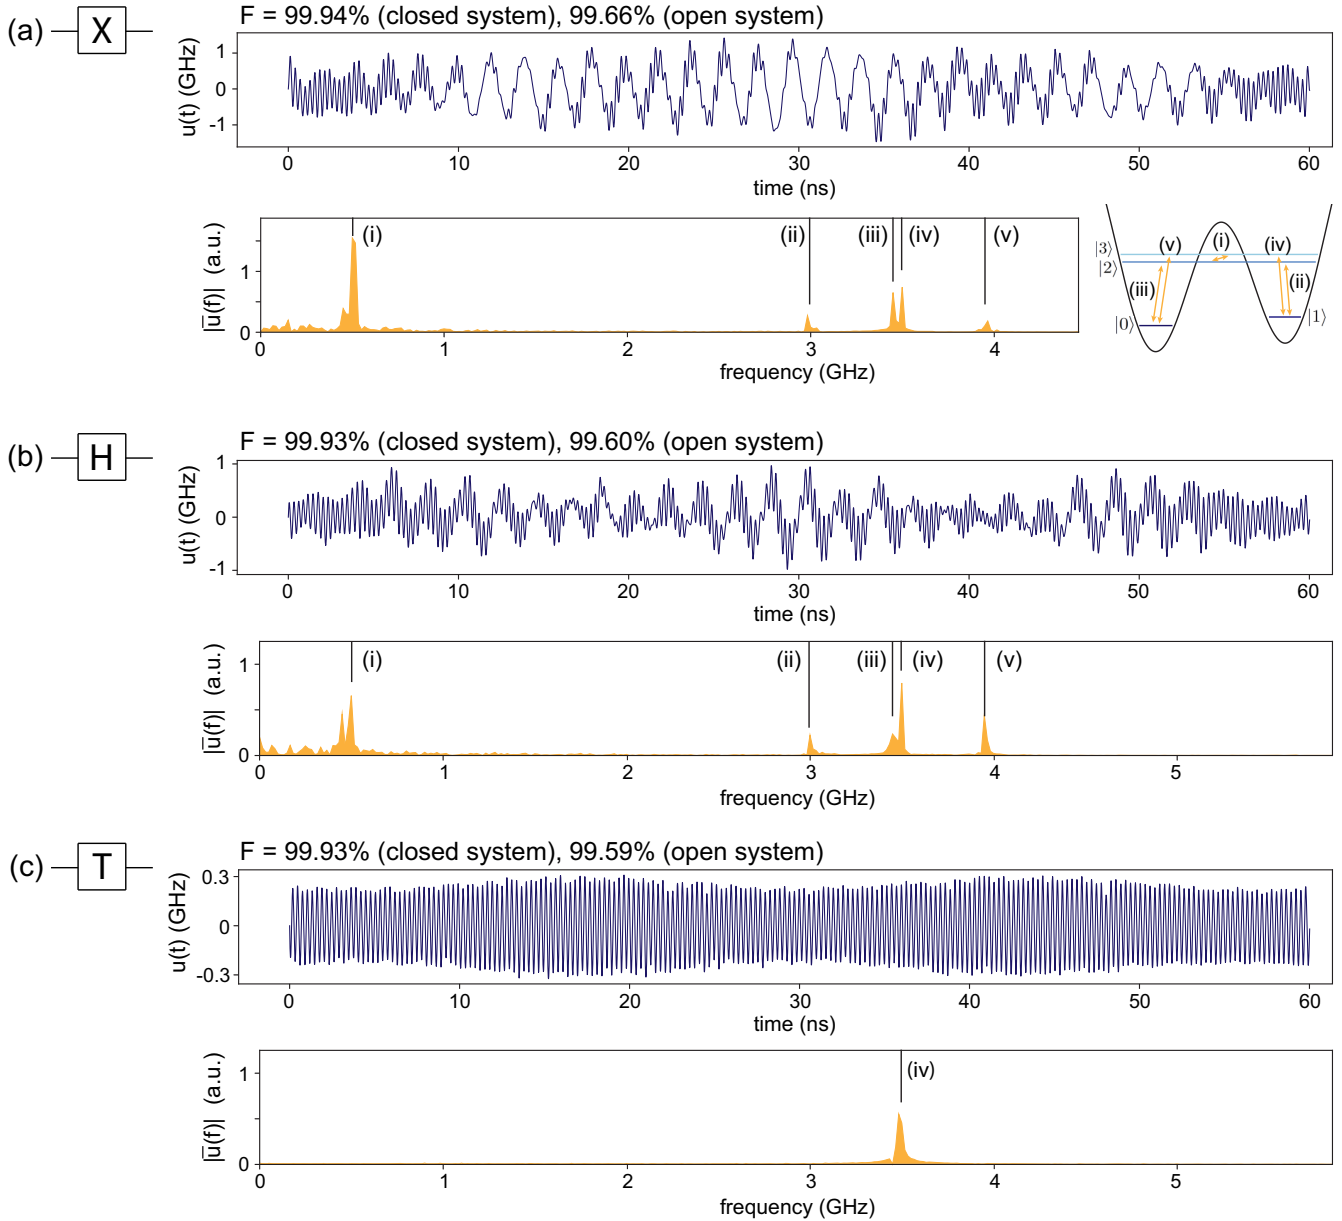 (a) X F = 99.94% (closed system), 99.66% (open system)
u(t) (GHz)
1
0
-1
0 10 20 30 40 50 60
time (ns)
|u̅(f)| (a.u.)
1
0
(i) (ii) (iii) (iv) (v)
0 1 2 3 4
frequency (GHz)
|3⟩ (v) (i) (iv)
|2⟩
(iii) (ii)
|0⟩ |1⟩
(b) H F = 99.93% (closed system), 99.60% (open system)
u(t) (GHz)
1
0
-1
0 10 20 30 40 50 60
time (ns)
|u̅(f)| (a.u.)
1
0
(i) (ii) (iii) (iv) (v)
0 1 2 3 4 5
frequency (GHz)
(c) T F = 99.93% (closed system), 99.59% (open system)
u(t) (GHz)
0.3
0
-0.3
0 10 20 30 40 50 60
time (ns)
|u̅(f)| (a.u.)
1
0
(iv)
0 1 2 3 4 5
frequency (GHz)